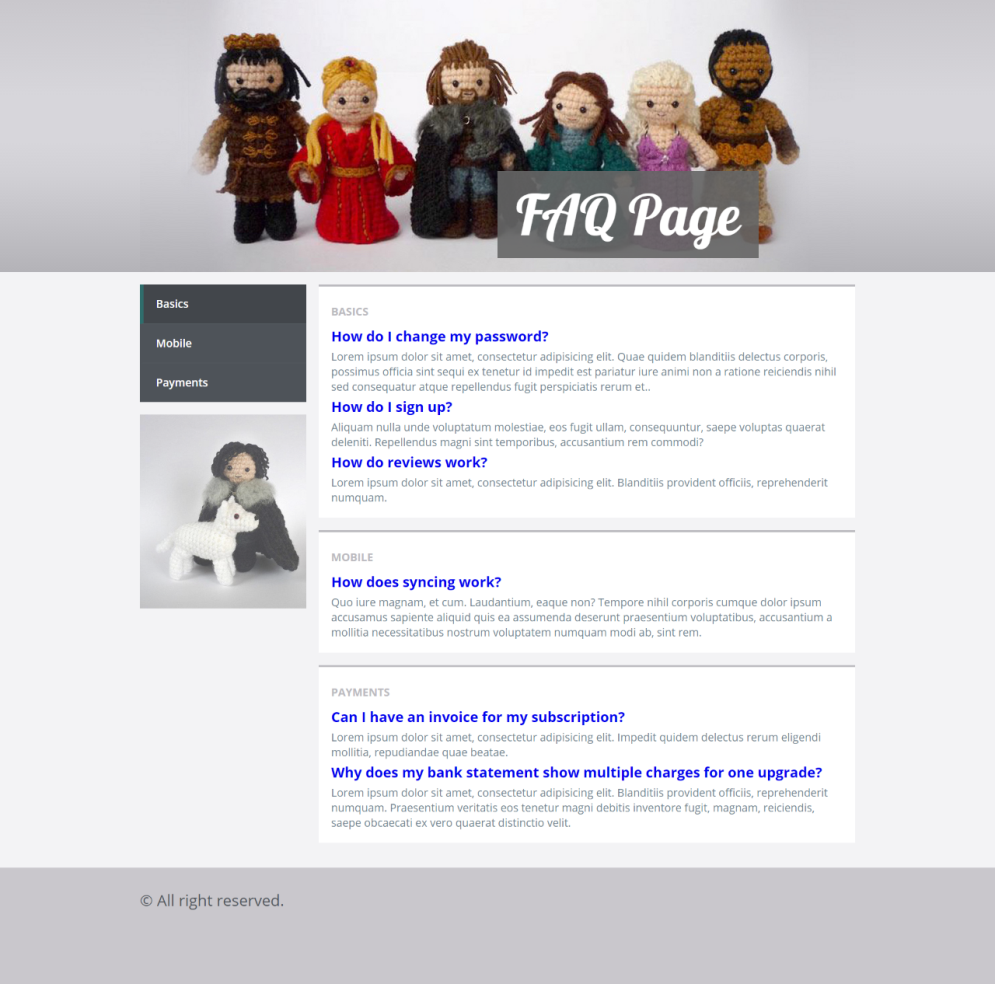 FAQ Page
Basics
Mobile
Payments
BASICS
How do I change my password?
Lorem ipsum dolor sit amet, consectetur adipisicing elit. Quae quidem blanditiis delectus corporis,
possimus officia sint sequi ex tenetur id impedit est pariatur iure animi non a ratione reiciendis nihil
sed consequatur atque repellendus fugit perspiciatis rerum et..
How do I sign up?
Aliquam nulla unde voluptatum molestiae, eos fugit ullam, consequuntur, saepe voluptas quaerat
deleniti. Repellendus magni sint temporibus, accusantium rem commodi?
How do reviews work?
Lorem ipsum dolor sit amet, consectetur adipisicing elit. Blanditiis provident officiis, reprehenderit
numquam.
MOBILE
How does syncing work?
Quo iure magnam, et cum. Laudantium, eaque non? Tempore nihil corporis cumque dolor ipsum
accusamus sapiente aliquid quis ea assumenda deserunt praesentium voluptatibus, accusantium a
mollitia necessitatibus nostrum voluptatem numquam modi ab, sint rem.
PAYMENTS
Can I have an invoice for my subscription?
Lorem ipsum dolor sit amet, consectetur adipisicing elit. Impedit quidem delectus rerum eligendi
mollitia, repudiandae quae beatae.
Why does my bank statement show multiple charges for one upgrade?
Lorem ipsum dolor sit amet, consectetur adipisicing elit. Blanditiis provident officiis, reprehenderit
numquam. Praesentium veritatis eos tenetur magni debitis inventore fugit, magnam, reiciendis,
saepe obcaecati ex vero quaerat distinctio velit.
© All right reserved.